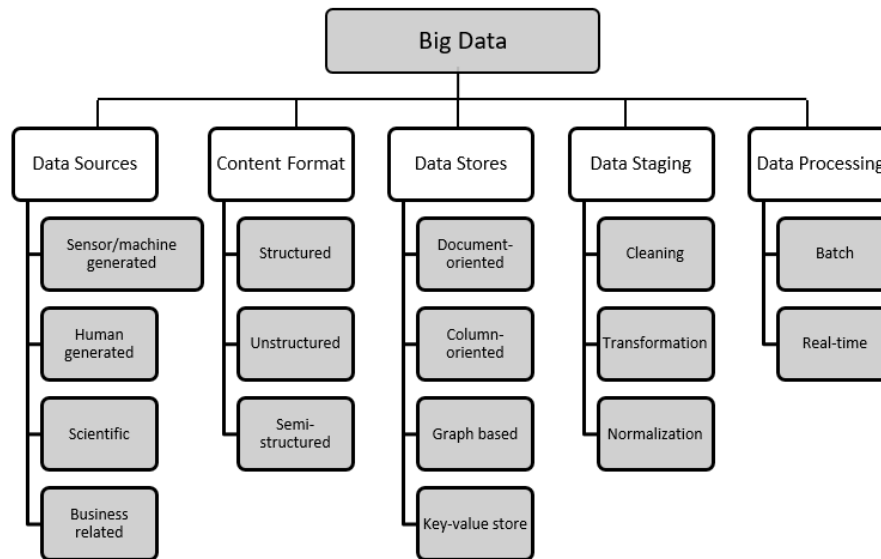 Big Data
Data Sources
Sensor/machine
generated
Human
generated
Scientific
Business
related
Content Format
Structured
Unstructured
Semi-
structured
Data Stores
Document-
oriented
Column-
oriented
Graph based
Key-value store
Data Staging
Cleaning
Transformation
Normalization
Data Processing
Batch
Real-time